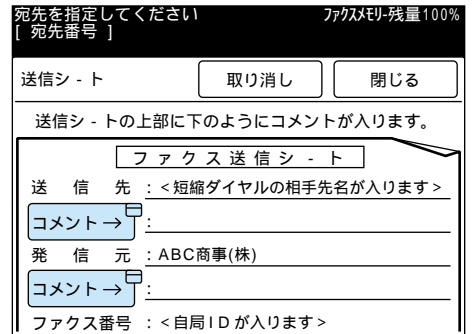 宛先を指定してください ﾌｧｸｽﾒﾓﾘｰ残量100%
[ 宛先番号 ]
送信シ - ト 取り消し 閉じる
送信シ - トの上部に下のようにコメントが入ります。
フ ァ ク ス 送 信 シ - ト
送 信 先 : <短縮ダイヤルの相手先名が入ります>
コメント→ :
発 信 元 : ABC商事(株)
コメント→ :
ファクス番号 : <自局IDが入ります>